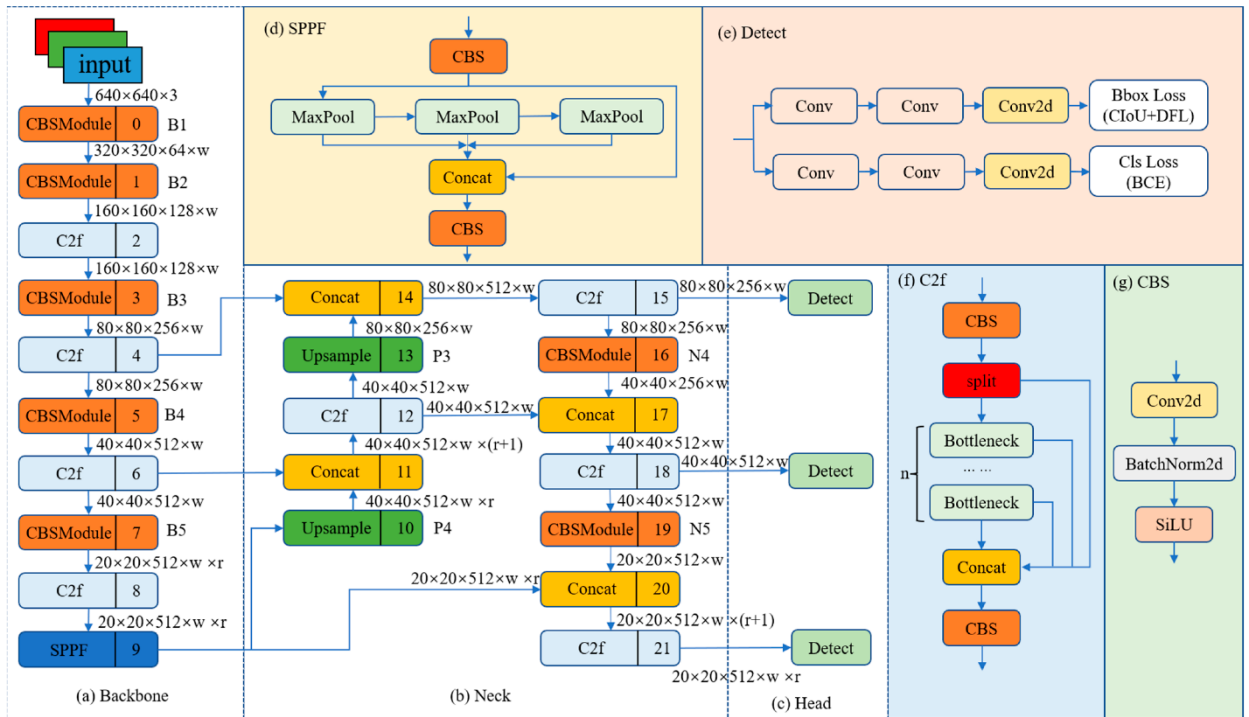 input
640×640×3
CBSModule 0 B1
320×320×64×w
CBSModule 1 B2
160×160×128×w
C2f 2
160×160×128×w
CBSModule 3 B3
80×80×256×w
C2f 4
80×80×256×w
CBSModule 5 B4
40×40×512×w
C2f 6
40×40×512×w
CBSModule 7 B5
20×20×512×w ×r
C2f 8
20×20×512×w ×r
SPPF 9
(a) Backbone
(d) SPPF
CBS
MaxPool MaxPool MaxPool
Concat
CBS
(e) Detect
Conv Conv Conv2d Bbox Loss
(CIoU+DFL)
Conv Conv Conv2d Cls Loss
(BCE)
Concat 14
80×80×512×w
80×80×256×w
Upsample 13 P3
40×40×512×w
C2f 12
40×40×512×w
40×40×512×w ×(r+1)
Concat 11
40×40×512×w ×r
Upsample 10 P4
20×20×512×w ×r
C2f 15
80×80×256×w
80×80×256×w
CBSModule 16 N4
40×40×256×w
Concat 17
40×40×512×w
C2f 18
40×40×512×w
40×40×512×w
CBSModule 19 N5
20×20×512×w
Concat 20
20×20×512×w ×(r+1)
C2f 21
20×20×512×w ×r
(b) Neck
Detect
Detect
Detect
(c) Head
(f) C2f
CBS
split
Bottleneck
n ... ...
Bottleneck
Concat
CBS
(g) CBS
Conv2d
BatchNorm2d
SiLU